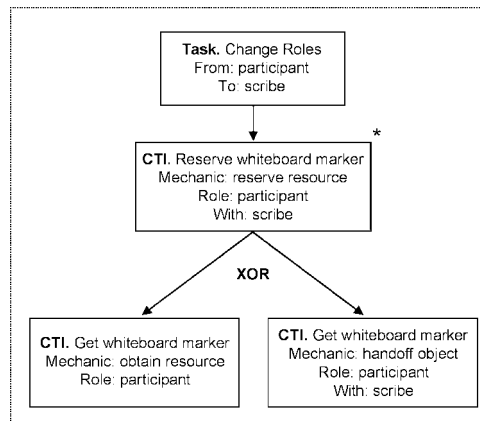 Task. Change Roles
From: participant
To: scribe
*
CTI. Reserve whiteboard marker
Mechanic: reserve resource
Role: participant
With: scribe
XOR
CTI. Get whiteboard marker
Mechanic: obtain resource
Role: participant
CTI. Get whiteboard marker
Mechanic: handoff object
Role: participant
With: scribe